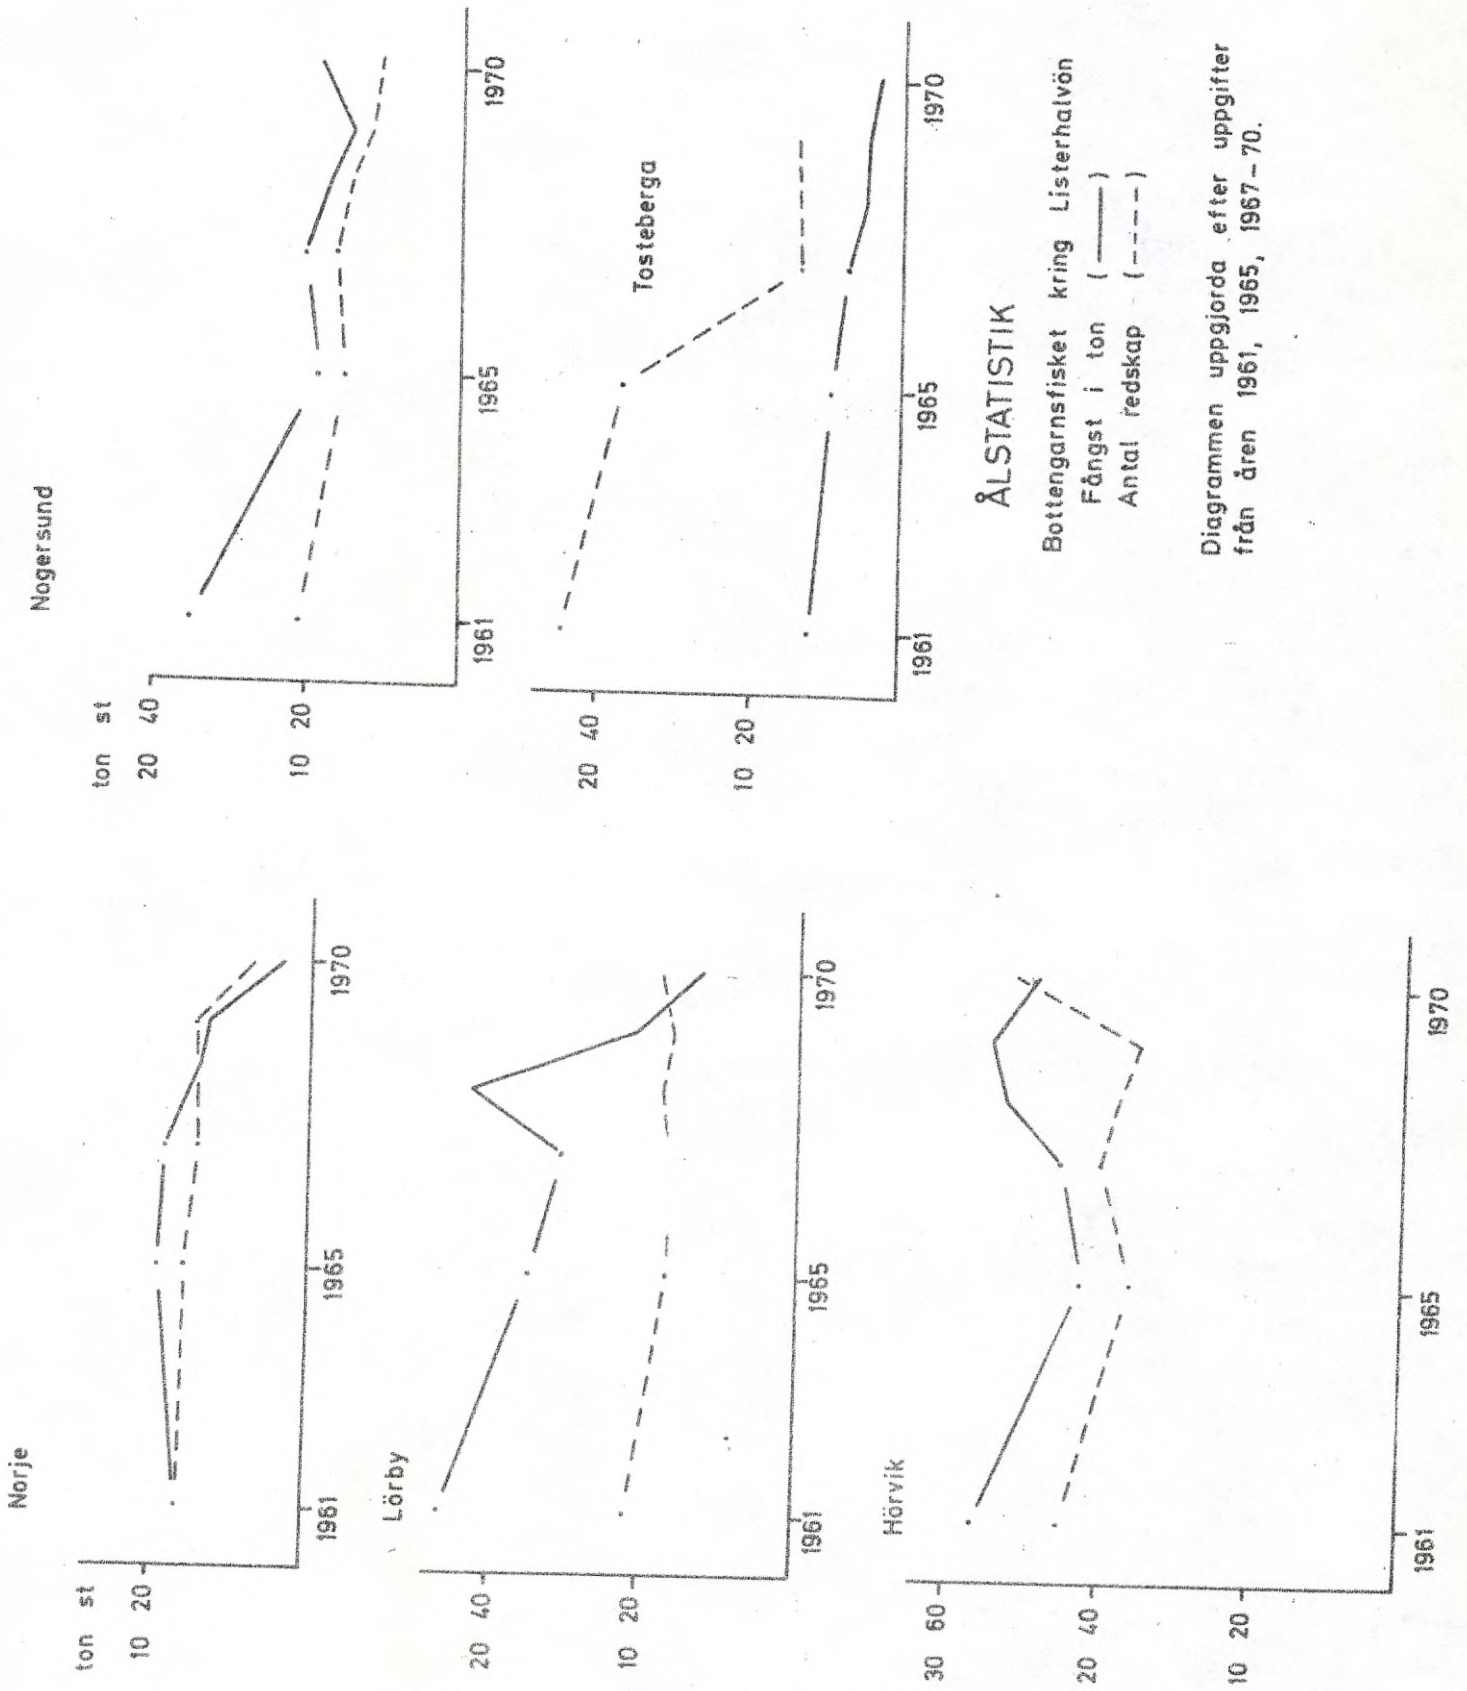 Norje
ton st
10 20
1961 1965 1970
Lörby
20 40
10 20
1961 1965 1970
Hörvik
30 60
20 40
10 20
1961 1965 1970
Nogersund
ton st
20 40
10 20
1961 1965 1970
Tosteberga
20 40
10 20
1961 1965 1970
ÅLSTATISTIK
Bottengarnsfisket kring Listerhalvön
Fångst i ton (———)
Antal redskap (----)
Diagrammen uppgjorda efter uppgifter
från åren 1961, 1965, 1967-70.